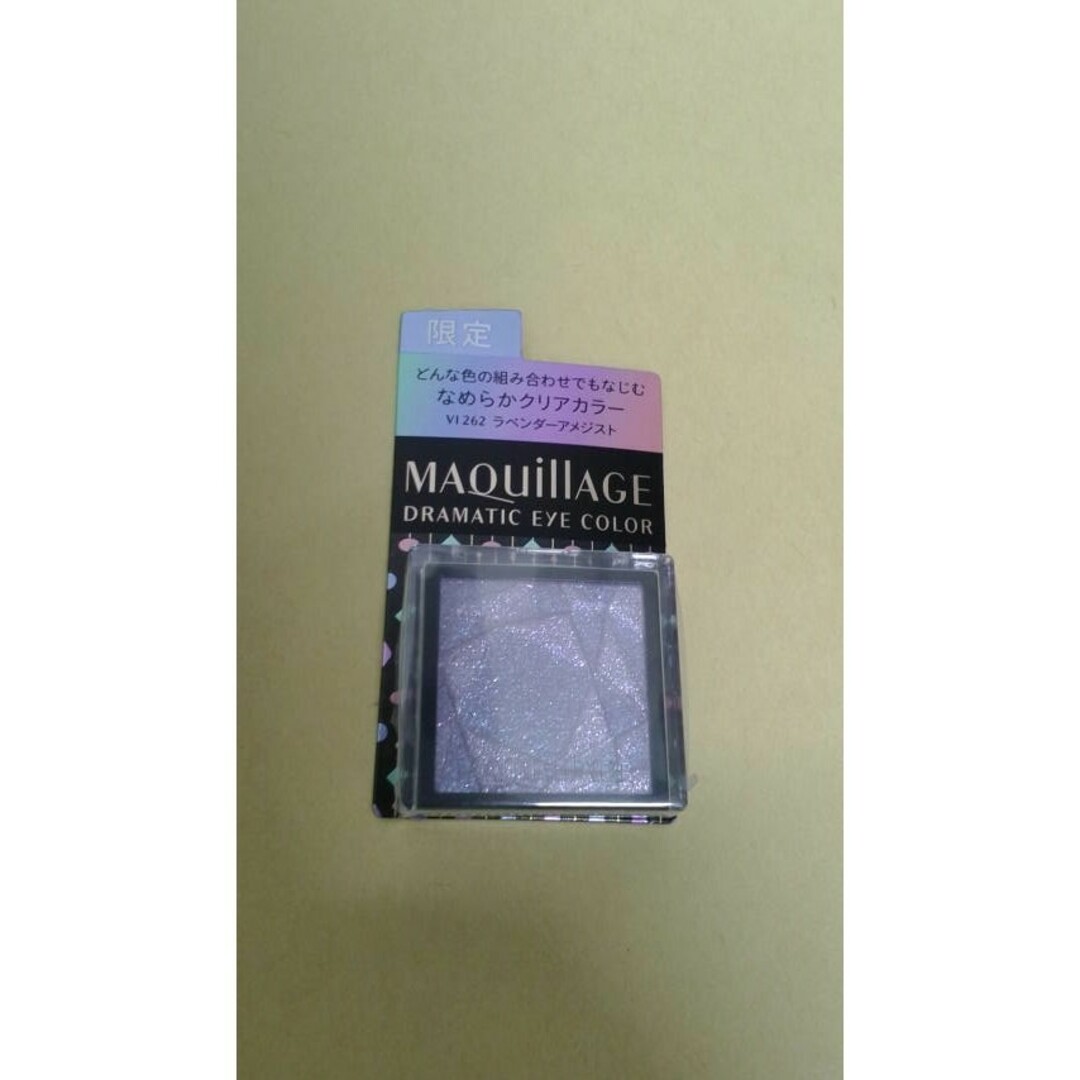 限定
どんな色の組み合わせでもなじむ
なめらかクリアカラー
VI262 ラベンダーアメジスト
MAQuillAGE
DRAMATIC EYE COLOR